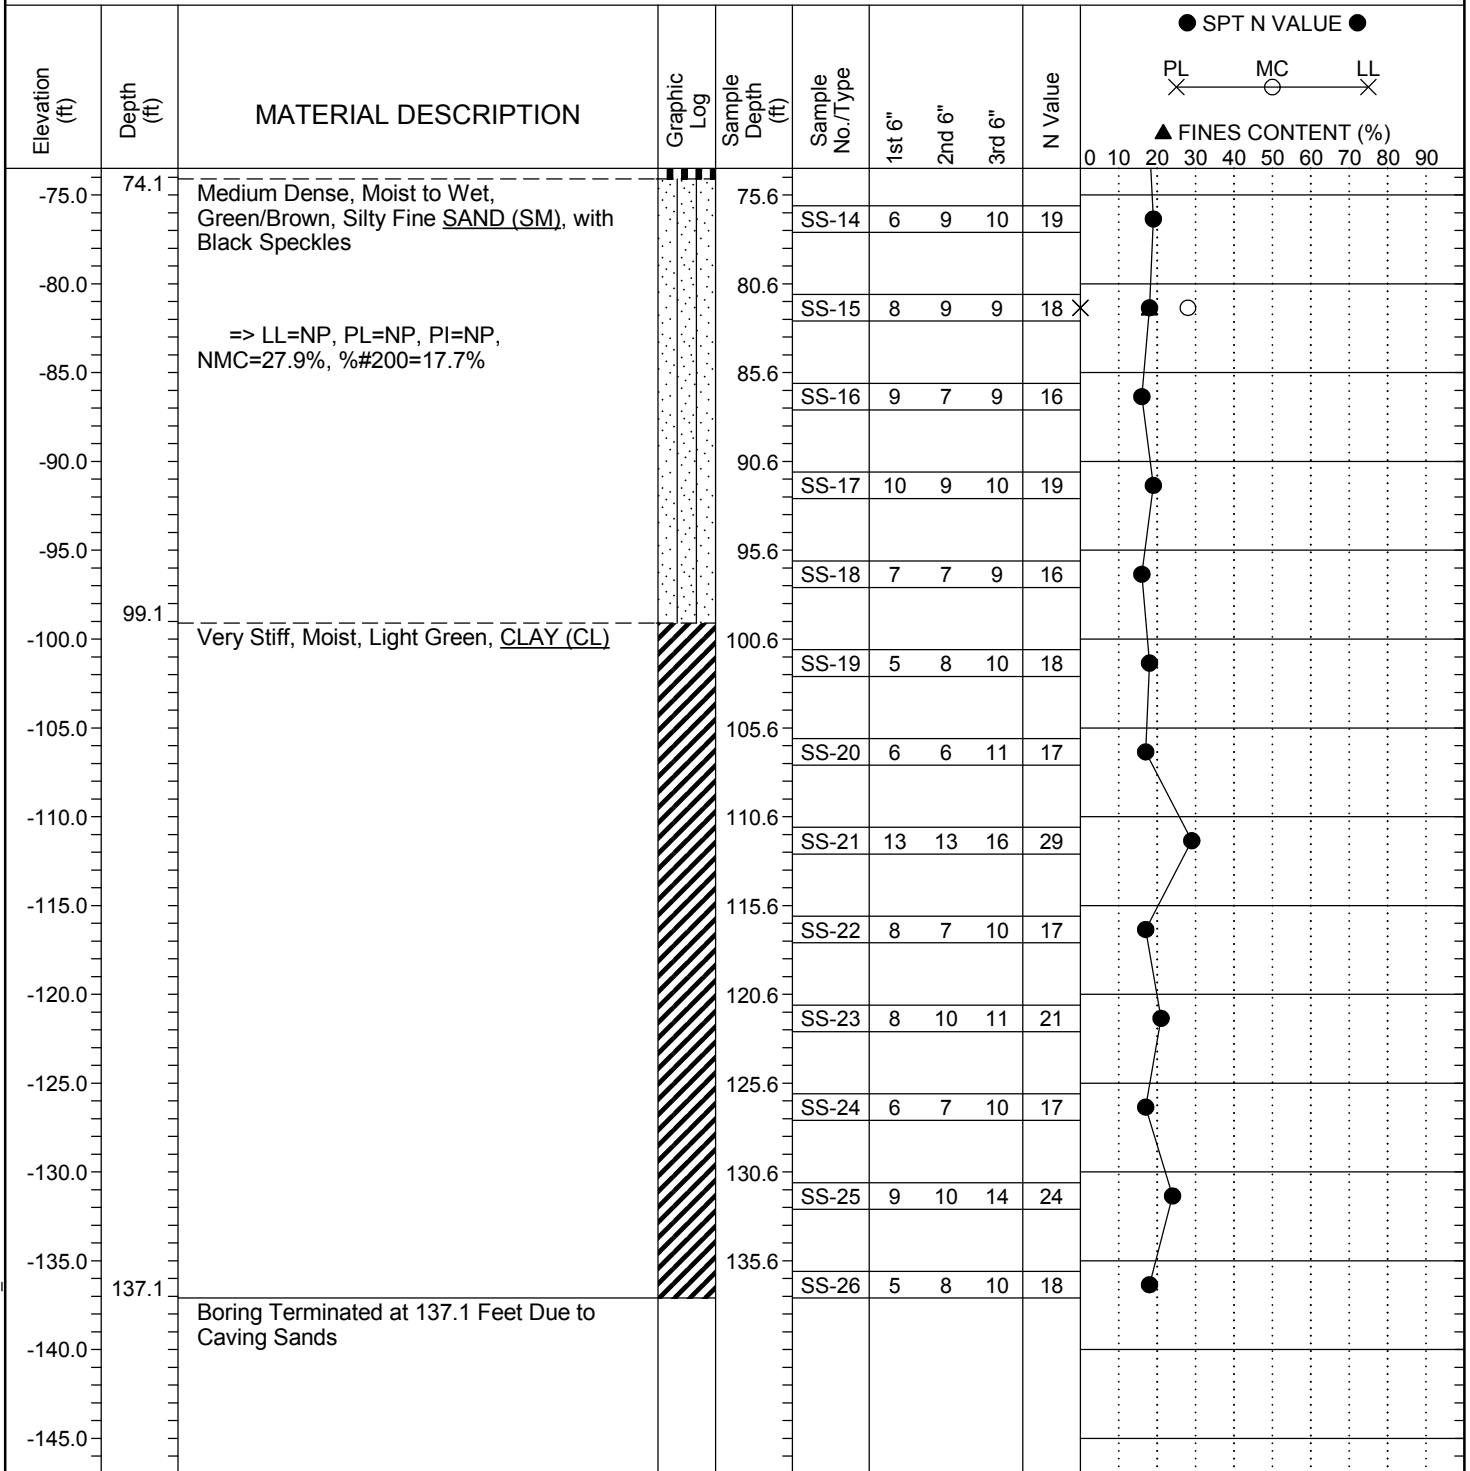 ● SPT N VALUE ●
PL MC LL
▲ FINES CONTENT (%)
0 10 20 30 40 50 60 70 80 90
Elevation (ft)
Depth (ft)
MATERIAL DESCRIPTION
Graphic Log
Sample Depth (ft)
Sample No./Type
1st 6"
2nd 6"
3rd 6"
N Value
74.1
-75.0 75.6
Medium Dense, Moist to Wet,
Green/Brown, Silty Fine SAND (SM), with
Black Speckles
SS-14 6 9 10 19
-80.0 80.6
SS-15 8 9 9 18
=> LL=NP, PL=NP, PI=NP,
NMC=27.9%, %#200=17.7%
-85.0 85.6
SS-16 9 7 9 16
-90.0 90.6
SS-17 10 9 10 19
-95.0 95.6
SS-18 7 7 9 16
99.1
-100.0 Very Stiff, Moist, Light Green, CLAY (CL) 100.6
SS-19 5 8 10 18
-105.0 105.6
SS-20 6 6 11 17
-110.0 110.6
SS-21 13 13 16 29
-115.0 115.6
SS-22 8 7 10 17
-120.0 120.6
SS-23 8 10 11 21
-125.0 125.6
SS-24 6 7 10 17
-130.0 130.6
SS-25 9 10 14 24
-135.0 135.6
137.1 SS-26 5 8 10 18
Boring Terminated at 137.1 Feet Due to
Caving Sands
-140.0
-145.0